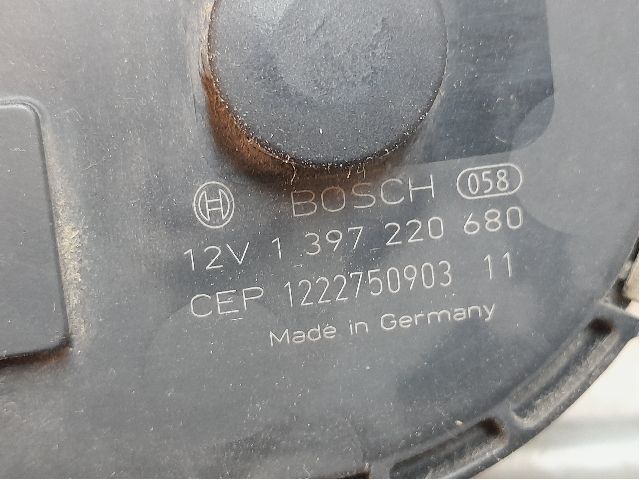 BOSCH 058
12V 1 397 220 680
CEP 1222750903 11
Made in Germany